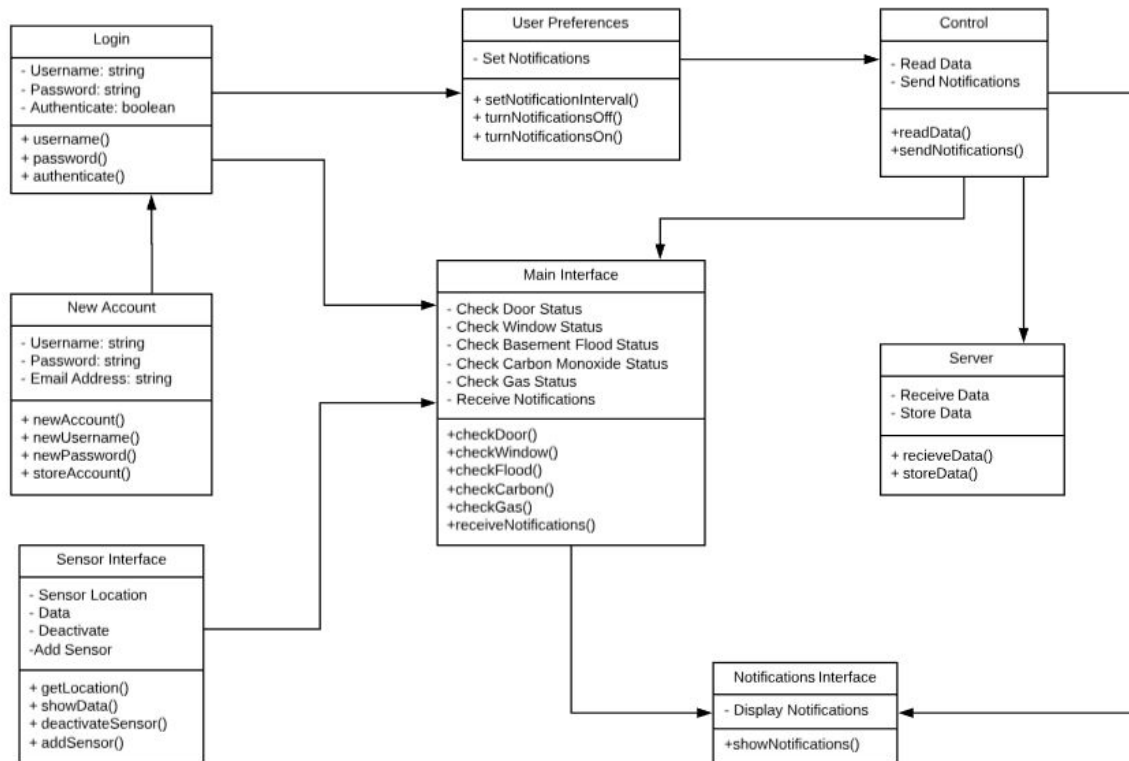 Login
- Username: string
- Password: string
- Authenticate: boolean
+ username()
+ password()
+ authenticate()
User Preferences
- Set Notifications
+ setNotificationInterval()
+ turnNotificationsOff()
+ turnNotificationsOn()
Control
- Read Data
- Send Notifications
+readData()
+sendNotifications()
New Account
- Username: string
- Password: string
- Email Address: string
+ newAccount()
+ newUsername()
+ newPassword()
+ storeAccount()
Main Interface
- Check Door Status
- Check Window Status
- Check Basement Flood Status
- Check Carbon Monoxide Status
- Check Gas Status
- Receive Notifications
+checkDoor()
+checkWindow()
+checkFlood()
+checkCarbon()
+checkGas()
+receiveNotifications()
Server
- Receive Data
- Store Data
+ recieveData()
+ storeData()
Sensor Interface
- Sensor Location
- Data
- Deactivate
-Add Sensor
+ getLocation()
+ showData()
+ deactivateSensor()
+ addSensor()
Notifications Interface
- Display Notifications
+showNotifications()